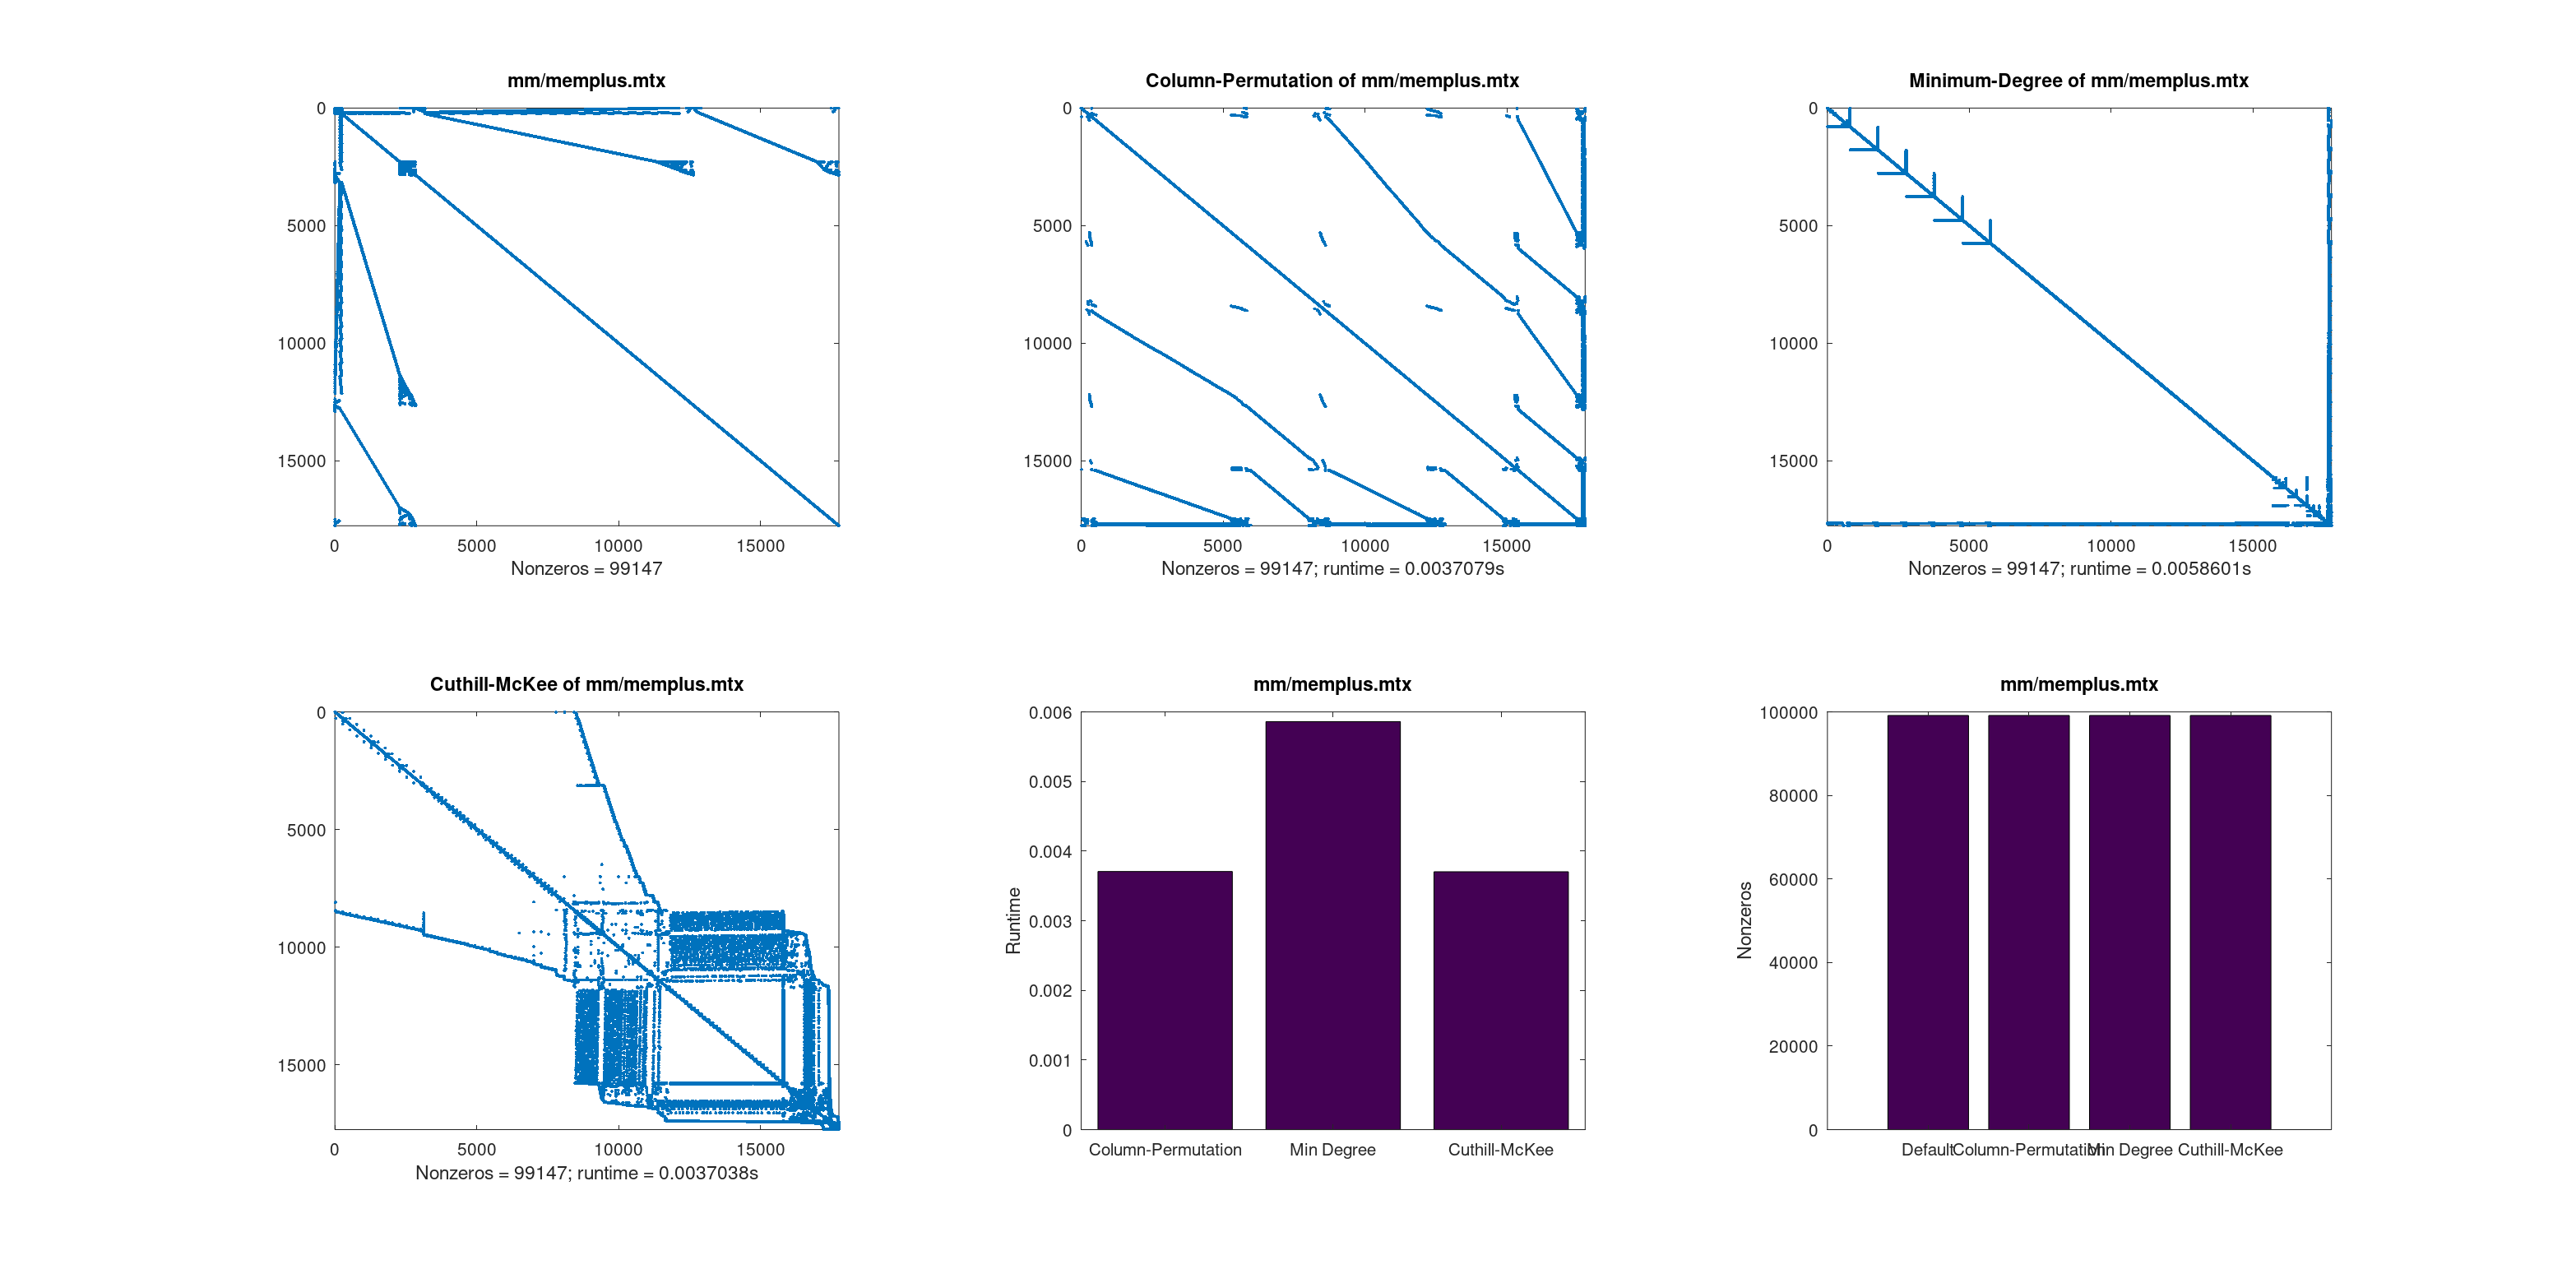 mm/memplus.mtx
0
5000
10000
15000
0 5000 10000 15000
Nonzeros = 99147
Column-Permutation of mm/memplus.mtx
0
5000
10000
15000
0 5000 10000 15000
Nonzeros = 99147; runtime = 0.0037079s
Minimum-Degree of mm/memplus.mtx
0
5000
10000
15000
0 5000 10000 15000
Nonzeros = 99147; runtime = 0.0058601s
Cuthill-McKee of mm/memplus.mtx
0
5000
10000
15000
0 5000 10000 15000
Nonzeros = 99147; runtime = 0.0037038s
mm/memplus.mtx
Runtime
0.006
0.005
0.004
0.003
0.002
0.001
0
Column-Permutation Min Degree Cuthill-McKee
mm/memplus.mtx
Nonzeros
100000
80000
60000
40000
20000
0
Default Column-Permutation Min Degree Cuthill-McKee